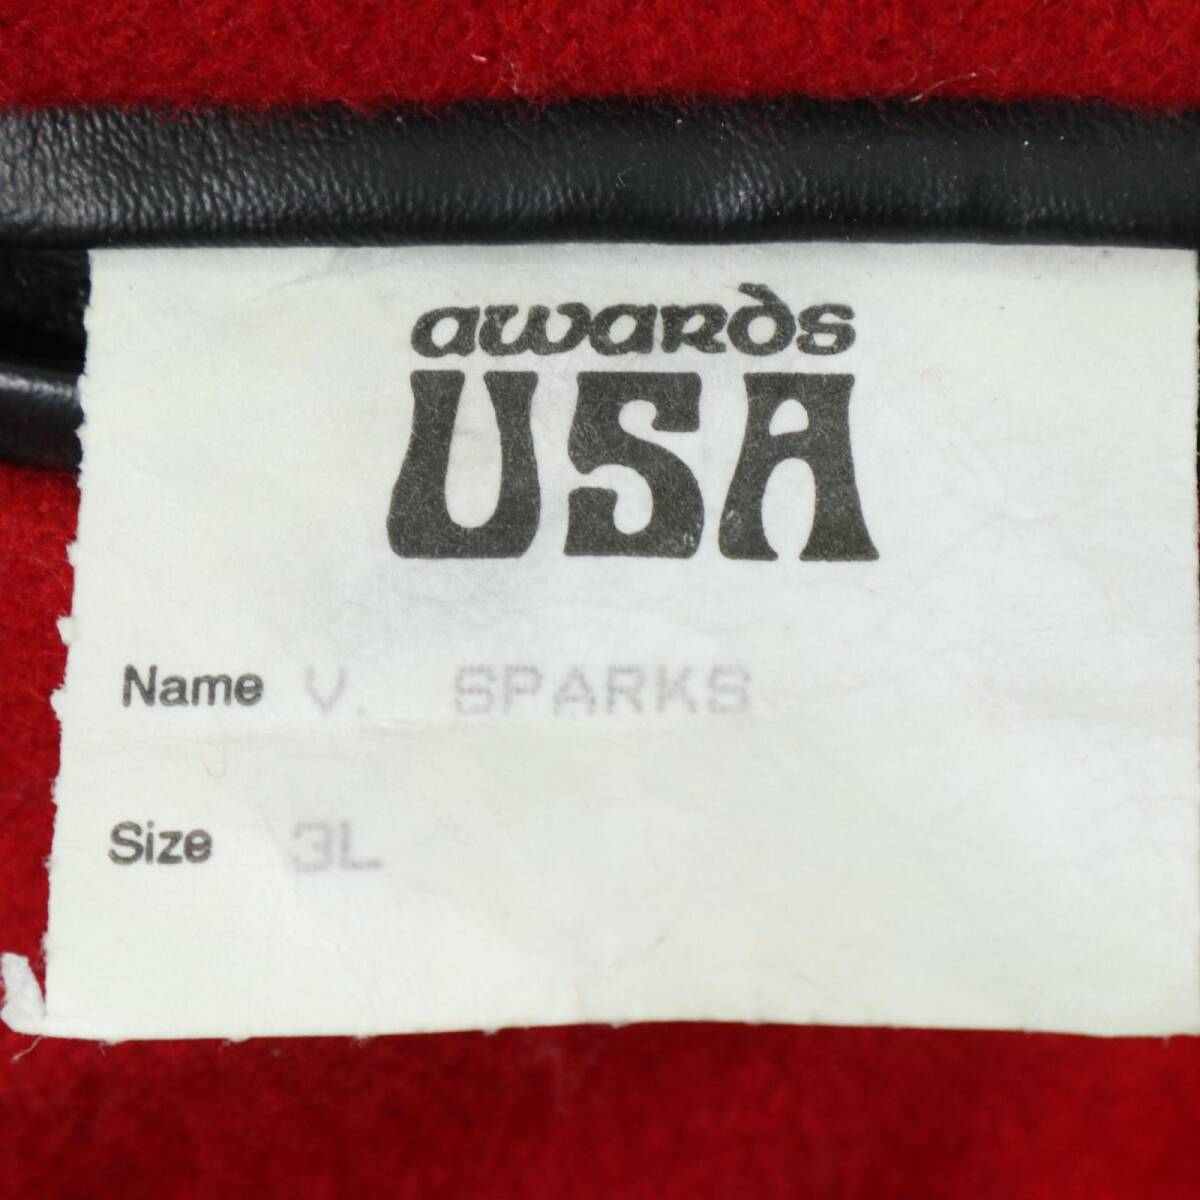 awards
USA
Name V. SPARKS
Size 3L